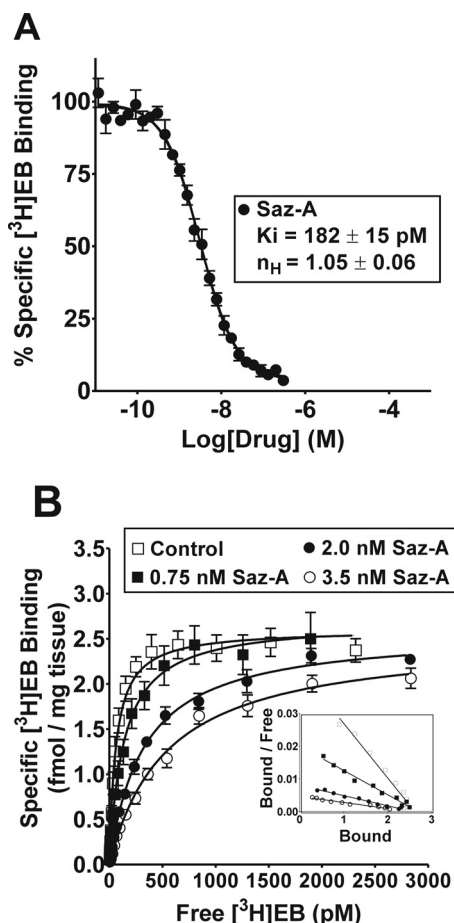 A
% Specific [³H]EB Binding
100
75
50
25
0
Saz-A
Ki = 182 ± 15 pM
nH = 1.05 ± 0.06
-10
-8
-6
-4
Log[Drug] (M)
B
Specific [³H]EB Binding
(fmol / mg tissue)
Control
2.0 nM Saz-A
0.75 nM Saz-A
3.5 nM Saz-A
3.5
3.0
2.5
2.0
1.5
1.0
0.5
0.0
Bound / Free
0.03
0.02
0.01
0.00
0
1
2
3
Bound
0
500
1000
1500
2000
2500
3000
Free [³H]EB (pM)